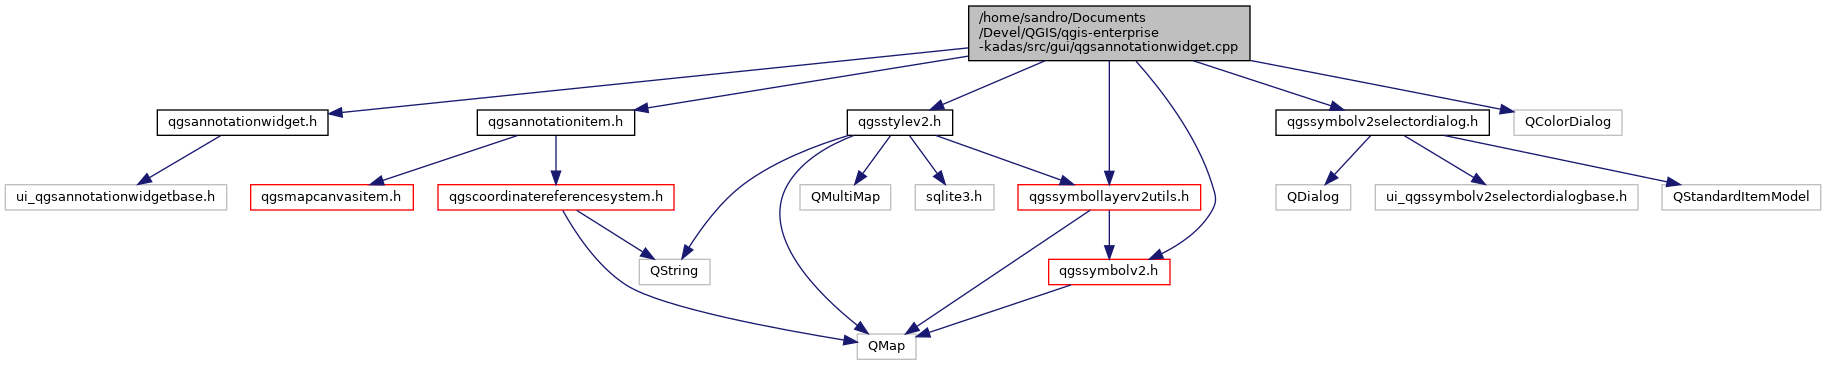 /home/sandro/Documents
/Devel/QGIS/qgis-enterprise
-kadas/src/gui/qgsannotationwidget.cpp
qgsannotationwidget.h
qgsannotationitem.h
qgsstylev2.h
qgssymbolv2selectordialog.h
QColorDialog
ui_qgsannotationwidgetbase.h
qgsmapcanvasitem.h
qgscoordinatereferencesystem.h
QMultiMap
sqlite3.h
qgssymbollayerv2utils.h
QDialog
ui_qgssymbolv2selectordialogbase.h
QStandardItemModel
QString
qgssymbolv2.h
QMap